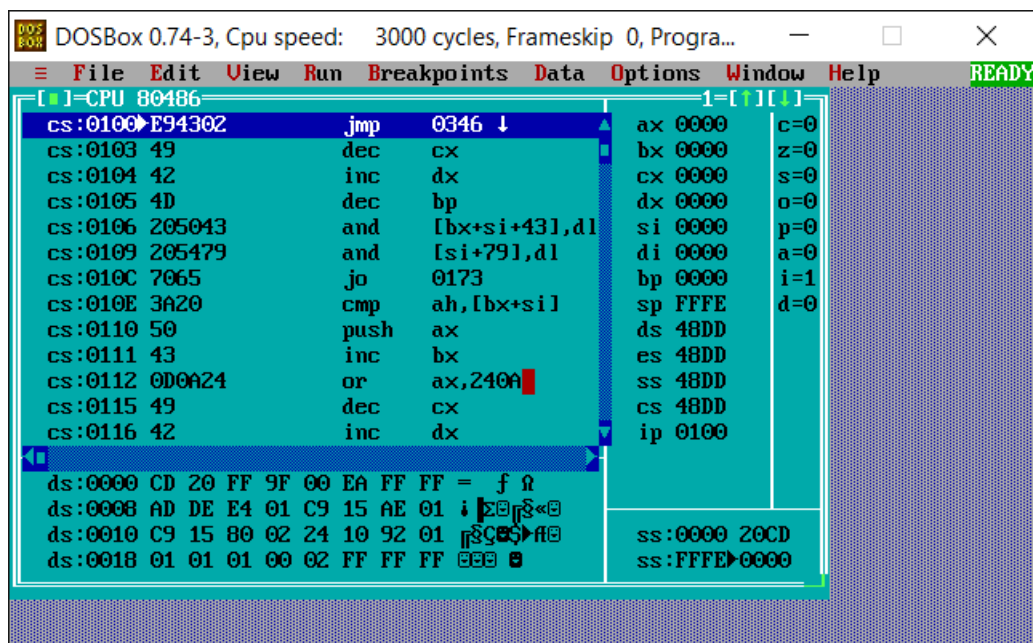 DOS BOX DOSBox 0.74-3, Cpu speed: 3000 cycles, Frameskip 0, Progra...
≡ File Edit View Run Breakpoints Data Options Window Help READY
[■]=CPU 80486 1=[↑][↓]
cs:0100►E94302 jmp 0346 ↓ ax 0000 c=0
cs:0103 49 dec cx bx 0000 z=0
cs:0104 42 inc dx cx 0000 s=0
cs:0105 4D dec bp dx 0000 o=0
cs:0106 205043 and [bx+si+43],dl si 0000 p=0
cs:0109 205479 and [si+79],dl di 0000 a=0
cs:010C 7065 jo 0173 bp 0000 i=1
cs:010E 3A20 cmp ah,[bx+si] sp FFFE d=0
cs:0110 50 push ax ds 48DD
cs:0111 43 inc bx es 48DD
cs:0112 0D0A24 or ax,240A ss 48DD
cs:0115 49 dec cx cs 48DD
cs:0116 42 inc dx ip 0100
ds:0000 CD 20 FF 9F 00 EA FF FF = ƒ Ω
ds:0008 AD DE E4 01 C9 15 AE 01 ¡▐Σ☺╔§«☺
ds:0010 C9 15 80 02 24 10 92 01 ╔§Ç☻$►Æ☺ ss:0000 20CD
ds:0018 01 01 01 00 02 FF FF FF ☺☺☺ ☻ ss:FFFE►0000